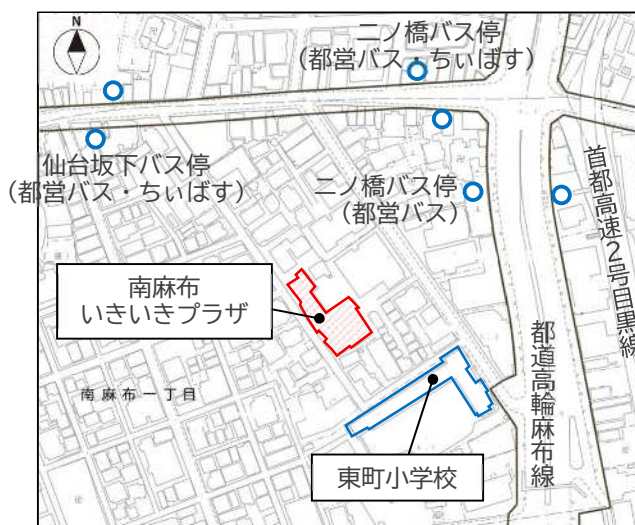 N
二ノ橋バス停
（都営バス・ちぃばす）
仙台坂下バス停
（都営バス・ちぃばす）
二ノ橋バス停
（都営バス）
首都高速2号目黒線
南麻布
いきいきプラザ
都道高輪麻布線
南麻布一丁目
東町小学校